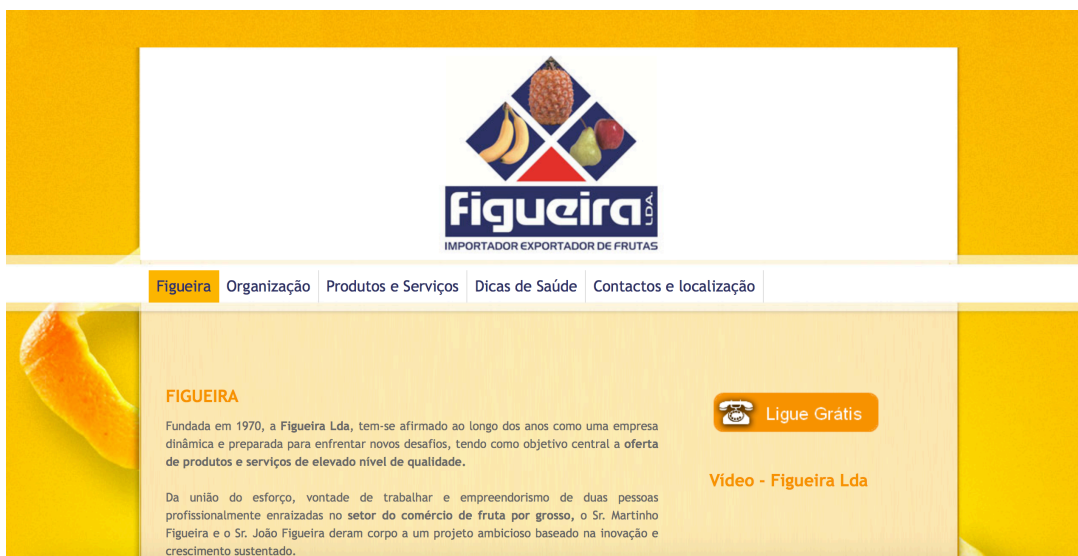 Figueira LDA.
IMPORTADOR EXPORTADOR DE FRUTAS
Figueira Organização Produtos e Serviços Dicas de Saúde Contactos e localização
FIGUEIRA
Fundada em 1970, a Figueira Lda, tem-se afirmado ao longo dos anos como uma empresa
dinâmica e preparada para enfrentar novos desafios, tendo como objetivo central a oferta
de produtos e serviços de elevado nível de qualidade.
Da união do esforço, vontade de trabalhar e empreendorismo de duas pessoas
profissionalmente enraizadas no setor do comércio de fruta por grosso, o Sr. Martinho
Figueira e o Sr. João Figueira deram corpo a um projeto ambicioso baseado na inovação e
crescimento sustentado.
Ligue Grátis
Vídeo - Figueira Lda